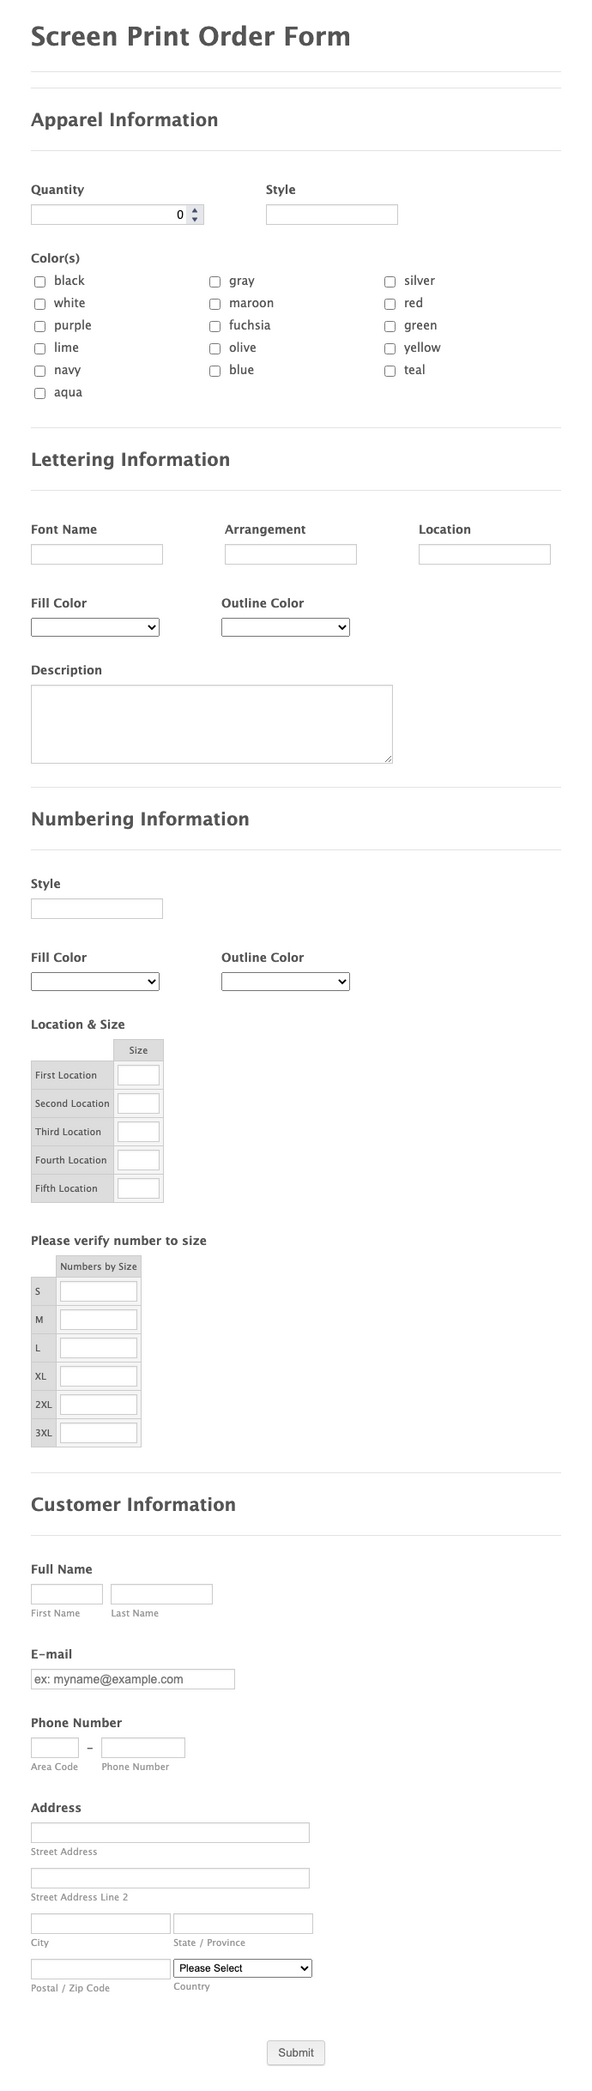 Screen Print Order Form
Apparel Information
Quantity Style
0
Color(s)
black gray silver
white maroon red
purple fuchsia green
lime olive yellow
navy blue teal
aqua
Lettering Information
Font Name Arrangement Location
Fill Color Outline Color
Description
Numbering Information
Style
Fill Color Outline Color
Location & Size
Size
First Location
Second Location
Third Location
Fourth Location
Fifth Location
Please verify number to size
Numbers by Size
S
M
L
XL
2XL
3XL
Customer Information
Full Name
First Name Last Name
E-mail
ex: myname@example.com
Phone Number
-
Area Code Phone Number
Address
Street Address
Street Address Line 2
City State / Province
Please Select
Postal / Zip Code Country
Submit